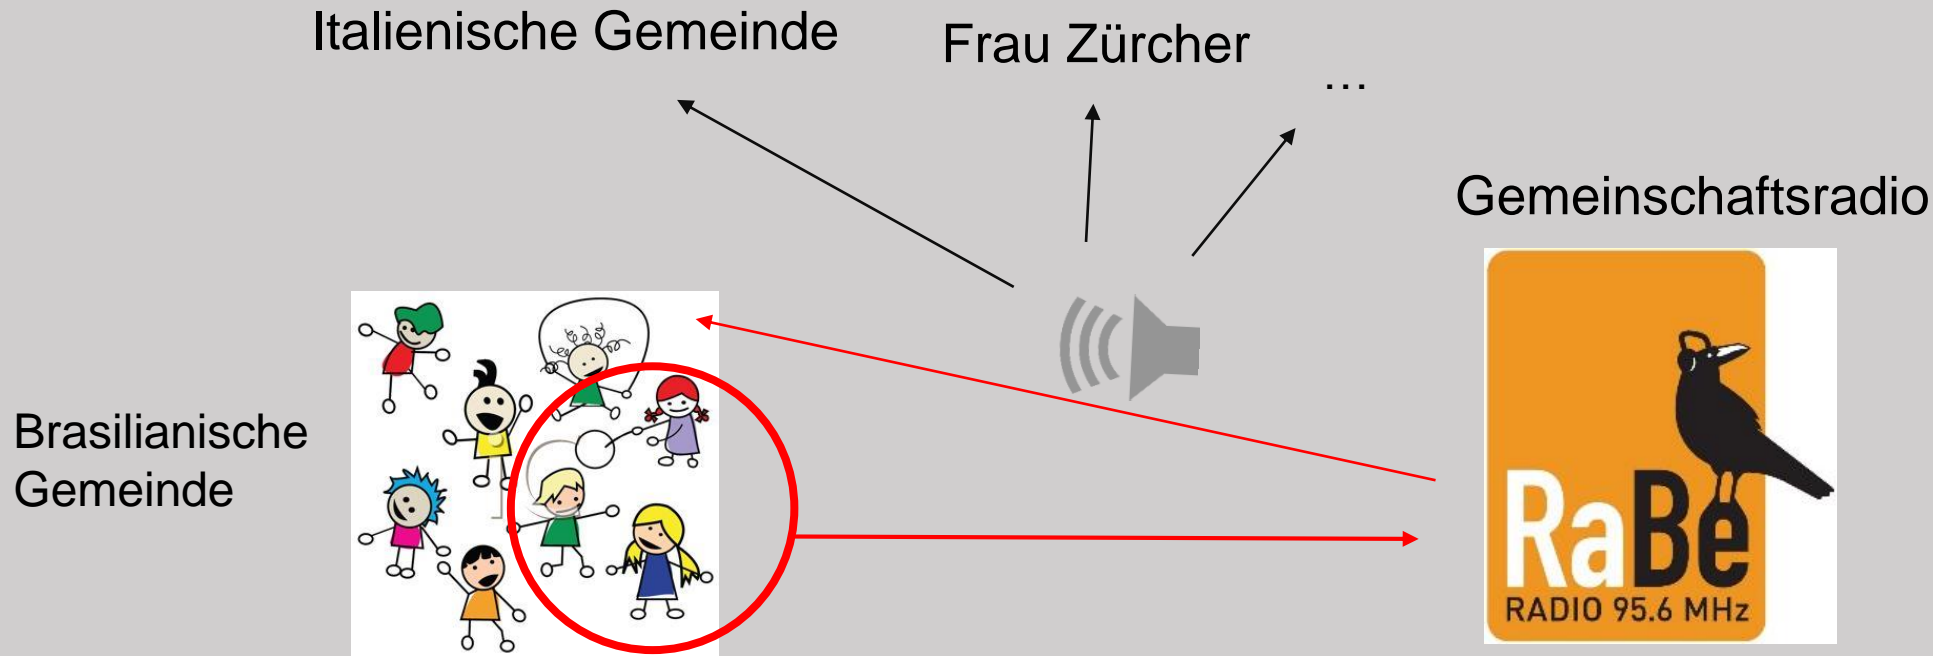 Italienische Gemeinde
Frau Zürcher
...
Gemeinschaftsradio
Brasilianische
Gemeinde
RaBe
RADIO 95.6 MHz